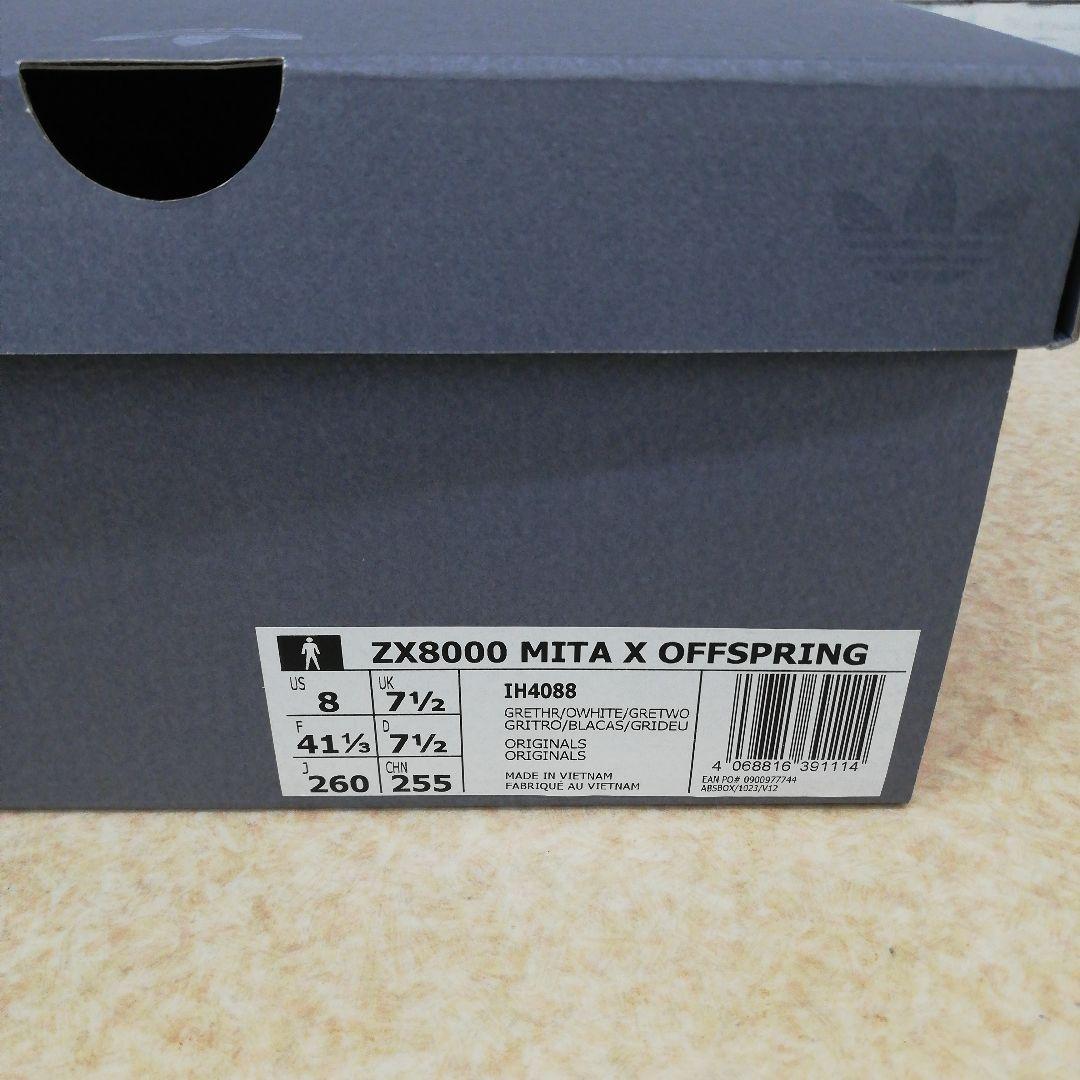 ZX8000 MITA X OFFSPRING
US 8 UK 7½
F 41⅓ D 7½
J 260 CHN 255
IH4088
GRETHR/OWHITE/GRETWO
GRITRO/BLACAS/GRIDEU
ORIGINALS
ORIGINALS
MADE IN VIETNAM
FABRIQUÉ AU VIETNAM
4 068816 391114
EAN PO# 0900977744
ABSBOX/1023/V12